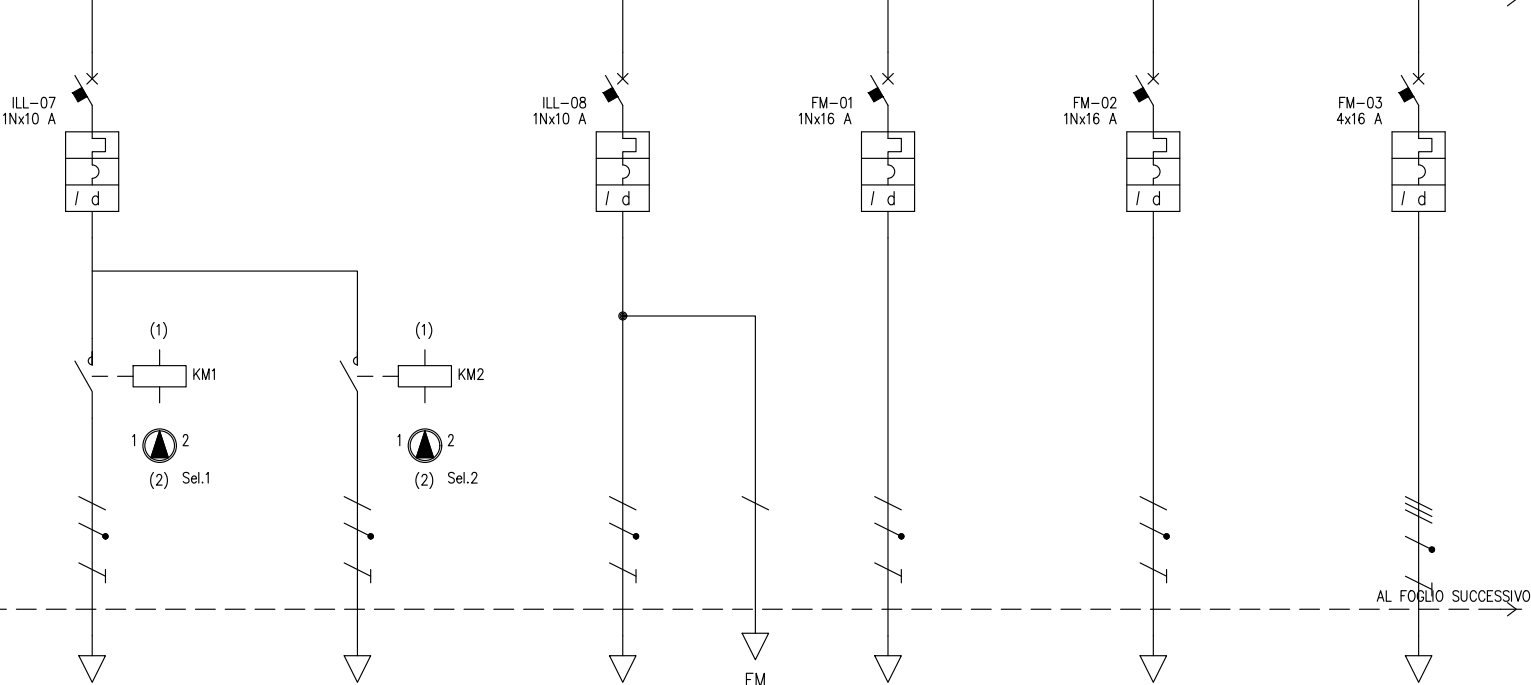 ILL-07
1Nx10 A
ILL-08
1Nx10 A
FM-01
1Nx16 A
FM-02
1Nx16 A
FM-03
4x16 A
I d
I d
I d
I d
I d
(1)
(1)
KM1
KM2
1 2
1 2
(2) Sel.1
(2) Sel.2
AL FOGLIO SUCCESSIVO
EM